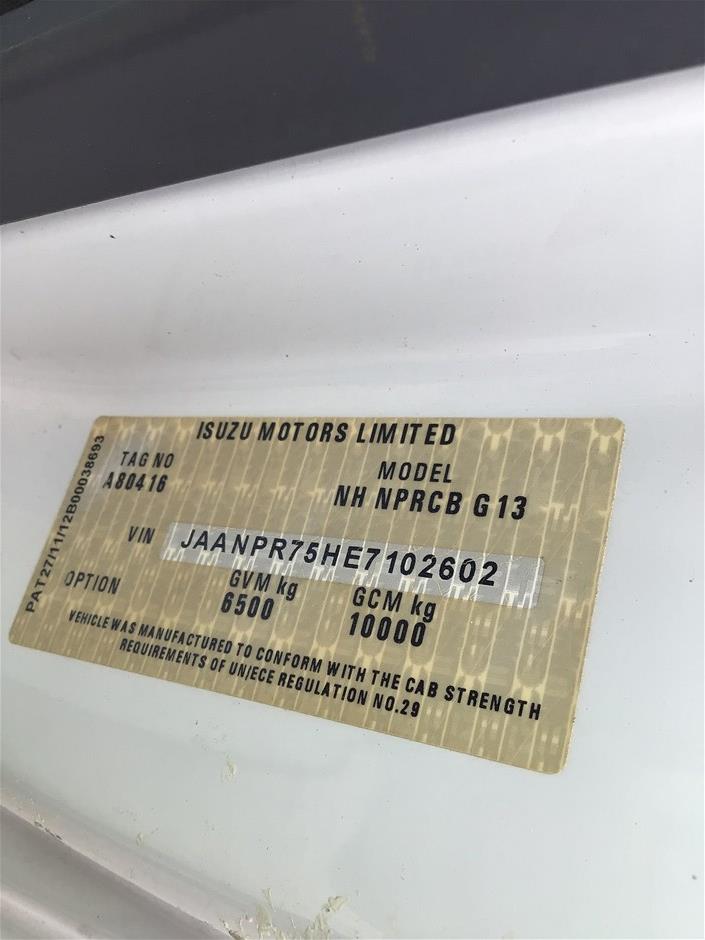 ISUZU MOTORS LIMITED
TAG NO
A80416
MODEL
NH NPRCB G13
VIN JAANPR75HE7102602
OPTION
GVM kg
6500
GCM kg
10000
VEHICLE WAS MANUFACTURED TO CONFORM WITH THE CAB STRENGTH
REQUIREMENTS OF UN/ECE REGULATION NO.29
PAT27/11/12B00038693